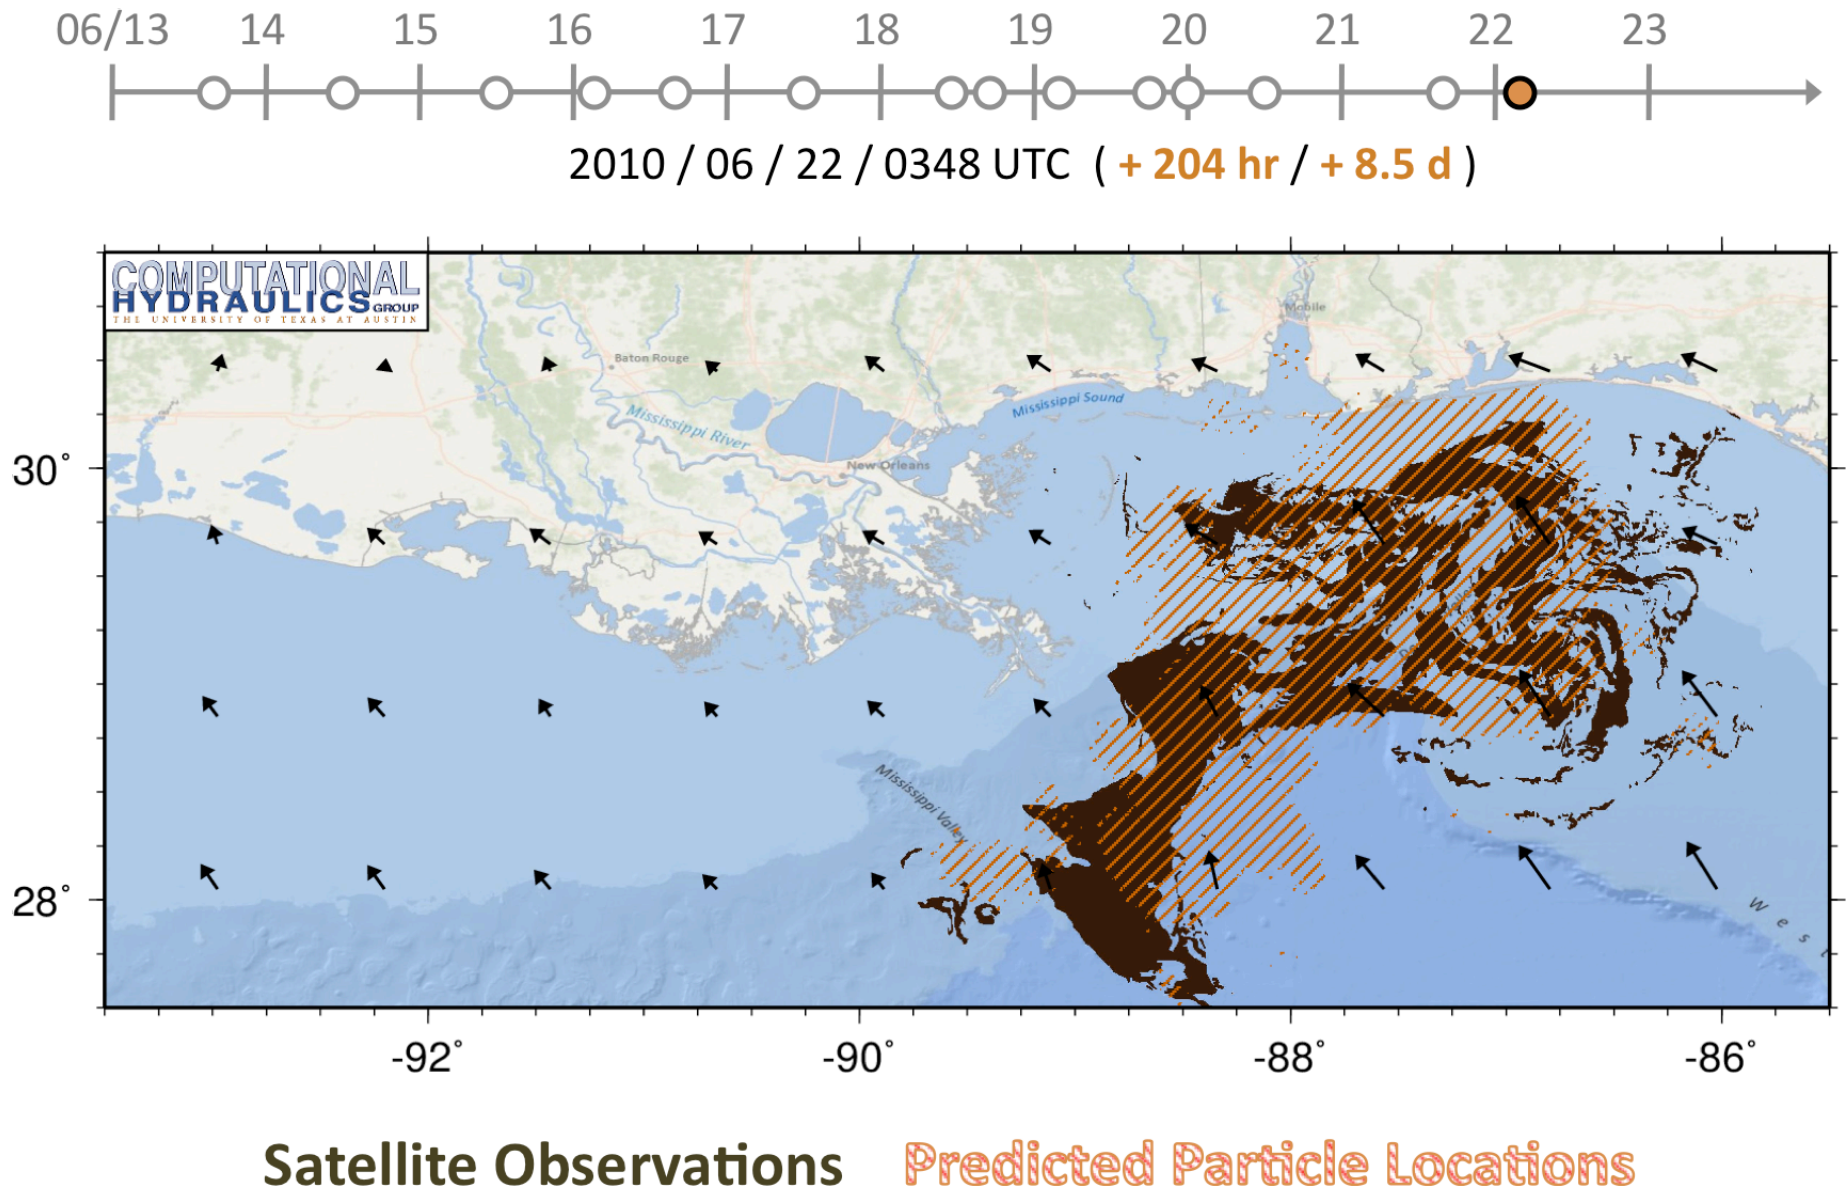 06/13 14 15 16 17 18 19 20 21 22 23
2010 / 06 / 22 / 0348 UTC ( + 204 hr / + 8.5 d )
COMPUTATIONAL
HYDRAULICS GROUP
THE UNIVERSITY OF TEXAS AT AUSTIN
Mobile
Baton Rouge
Mississippi Sound
Mississippi River
New Orleans
30°
Mississippi Valley
28°
Wes
-92° -90° -88° -86°
Satellite Observations Predicted Particle Locations